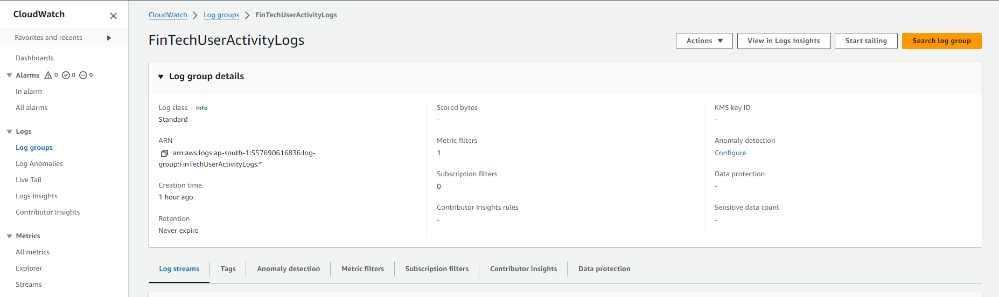 CloudWatch
Favorites and recents
Dashboards
Alarms 0 0 0
In alarm
All alarms
Logs
Log groups
Log Anomalies
Live Tail
Logs Insights
Contributor Insights
Metrics
All metrics
Explorer
Streams
CloudWatch > Log groups > FinTechUserActivityLogs
FinTechUserActivityLogs
Actions
View in Logs Insights
Start tailing
Search log group
Log group details
Log class Info
Standard
ARN
arn:aws:logs:ap-south-1:557690616836:log-
group:FinTechUserActivityLogs:*
Creation time
1 hour ago
Retention
Never expire
Stored bytes
-
Metric filters
1
Subscription filters
0
Contributor Insights rules
-
KMS key ID
-
Anomaly detection
Configure
Data protection
-
Sensitive data count
-
Log streams
Tags
Anomaly detection
Metric filters
Subscription filters
Contributor Insights
Data protection